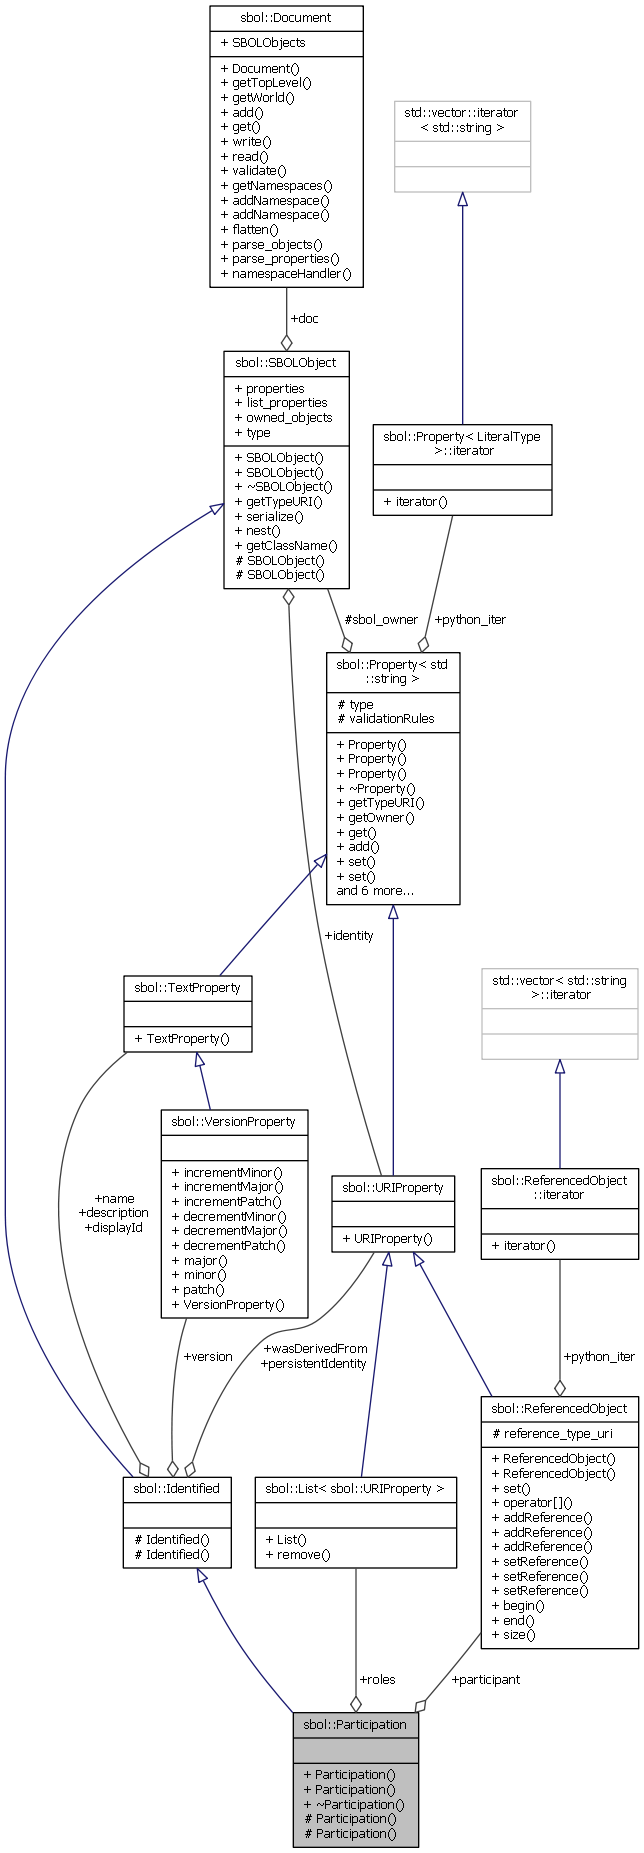 sbol::Document
+ SBOLObjects
+ Document()
+ getTopLevel()
+ getWorld()
+ add()
+ get()
+ write()
+ read()
+ validate()
+ getNamespaces()
+ addNamespace()
+ addNamespace()
+ flatten()
+ parse_objects()
+ parse_properties()
+ namespaceHandler()
std::vector::iterator
< std::string >
+doc
sbol::SBOLObject
+ properties
+ list_properties
+ owned_objects
+ type
+ SBOLObject()
+ SBOLObject()
+ ~SBOLObject()
+ getTypeURI()
+ serialize()
+ nest()
+ getClassName()
# SBOLObject()
# SBOLObject()
sbol::Property< LiteralType
>::iterator
+ iterator()
#sbol_owner
+python_iter
sbol::Property< std
::string >
# type
# validationRules
+ Property()
+ Property()
+ Property()
+ ~Property()
+ getTypeURI()
+ getOwner()
+ get()
+ add()
+ set()
+ set()
and 6 more...
+identity
sbol::TextProperty
+ TextProperty()
std::vector< std::string
>::iterator
sbol::VersionProperty
+ incrementMinor()
+ incrementMajor()
+ incrementPatch()
+ decrementMinor()
+ decrementMajor()
+ decrementPatch()
+ major()
+ minor()
+ patch()
+ VersionProperty()
+name
+description
+displayId
sbol::URIProperty
+ URIProperty()
sbol::ReferencedObject
::iterator
+ iterator()
+version
+wasDerivedFrom
+persistentIdentity
+python_iter
sbol::Identified
# Identified()
# Identified()
sbol::List< sbol::URIProperty >
+ List()
+ remove()
sbol::ReferencedObject
# reference_type_uri
+ ReferencedObject()
+ ReferencedObject()
+ set()
+ operator[]()
+ addReference()
+ addReference()
+ addReference()
+ setReference()
+ setReference()
+ setReference()
+ begin()
+ end()
+ size()
+roles
+participant
sbol::Participation
+ Participation()
+ Participation()
+ ~Participation()
# Participation()
# Participation()